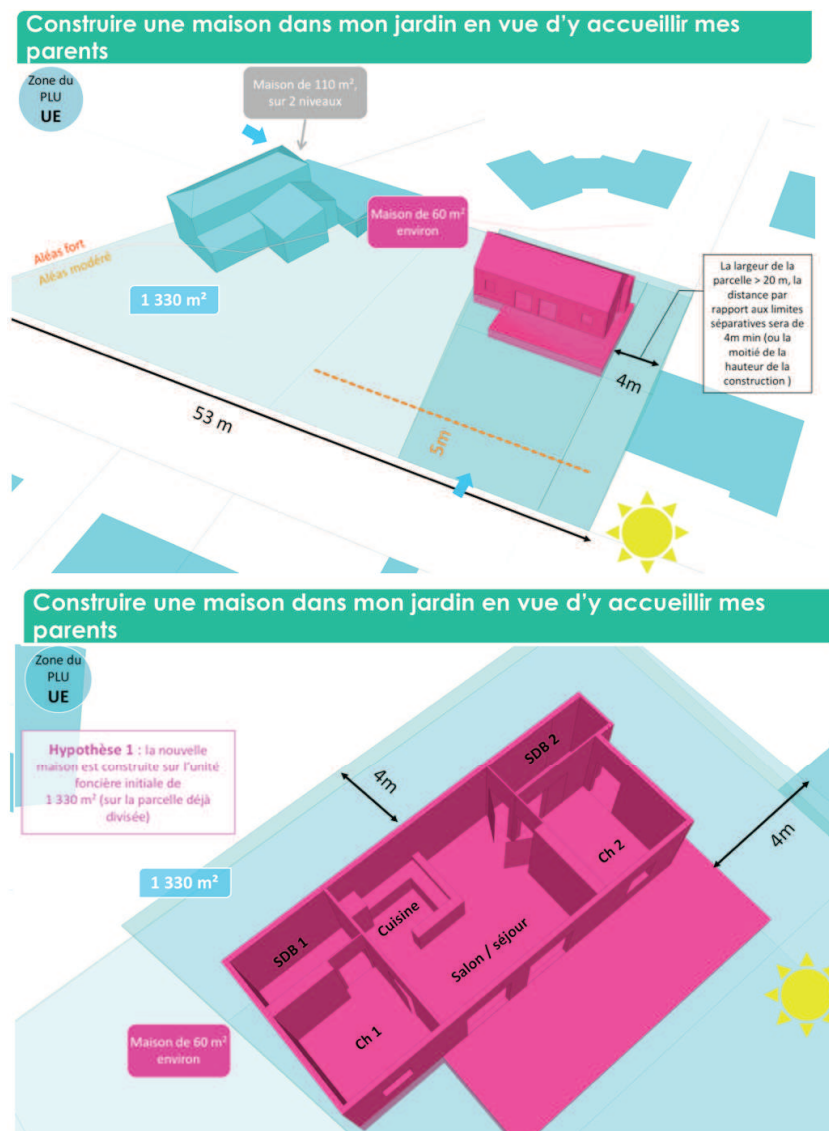 Construire une maison dans mon jardin en vue d'y accueillir mes
parents
Zone du
PLU
UE
Maison de 110 m²,
sur 2 niveaux
Maison de 60 m²
environ
Aléas fort
Aléas modéré
1 330 m²
La largeur de la
parcelle > 20 m, la
distance par
rapport aux limites
séparatives sera de
4m min (ou la
moitié de la
hauteur de la
construction )
4m
53 m
5m
Construire une maison dans mon jardin en vue d'y accueillir mes
parents
Zone du
PLU
UE
Hypothèse 1 : la nouvelle
maison est construite sur l'unité
foncière initiale de
1 330 m² (sur la parcelle déjà
divisée)
4m
SDB 2
4m
1 330 m²
Ch 2
Cuisine
SDB 1
Salon / séjour
Ch 1
Maison de 60 m²
environ